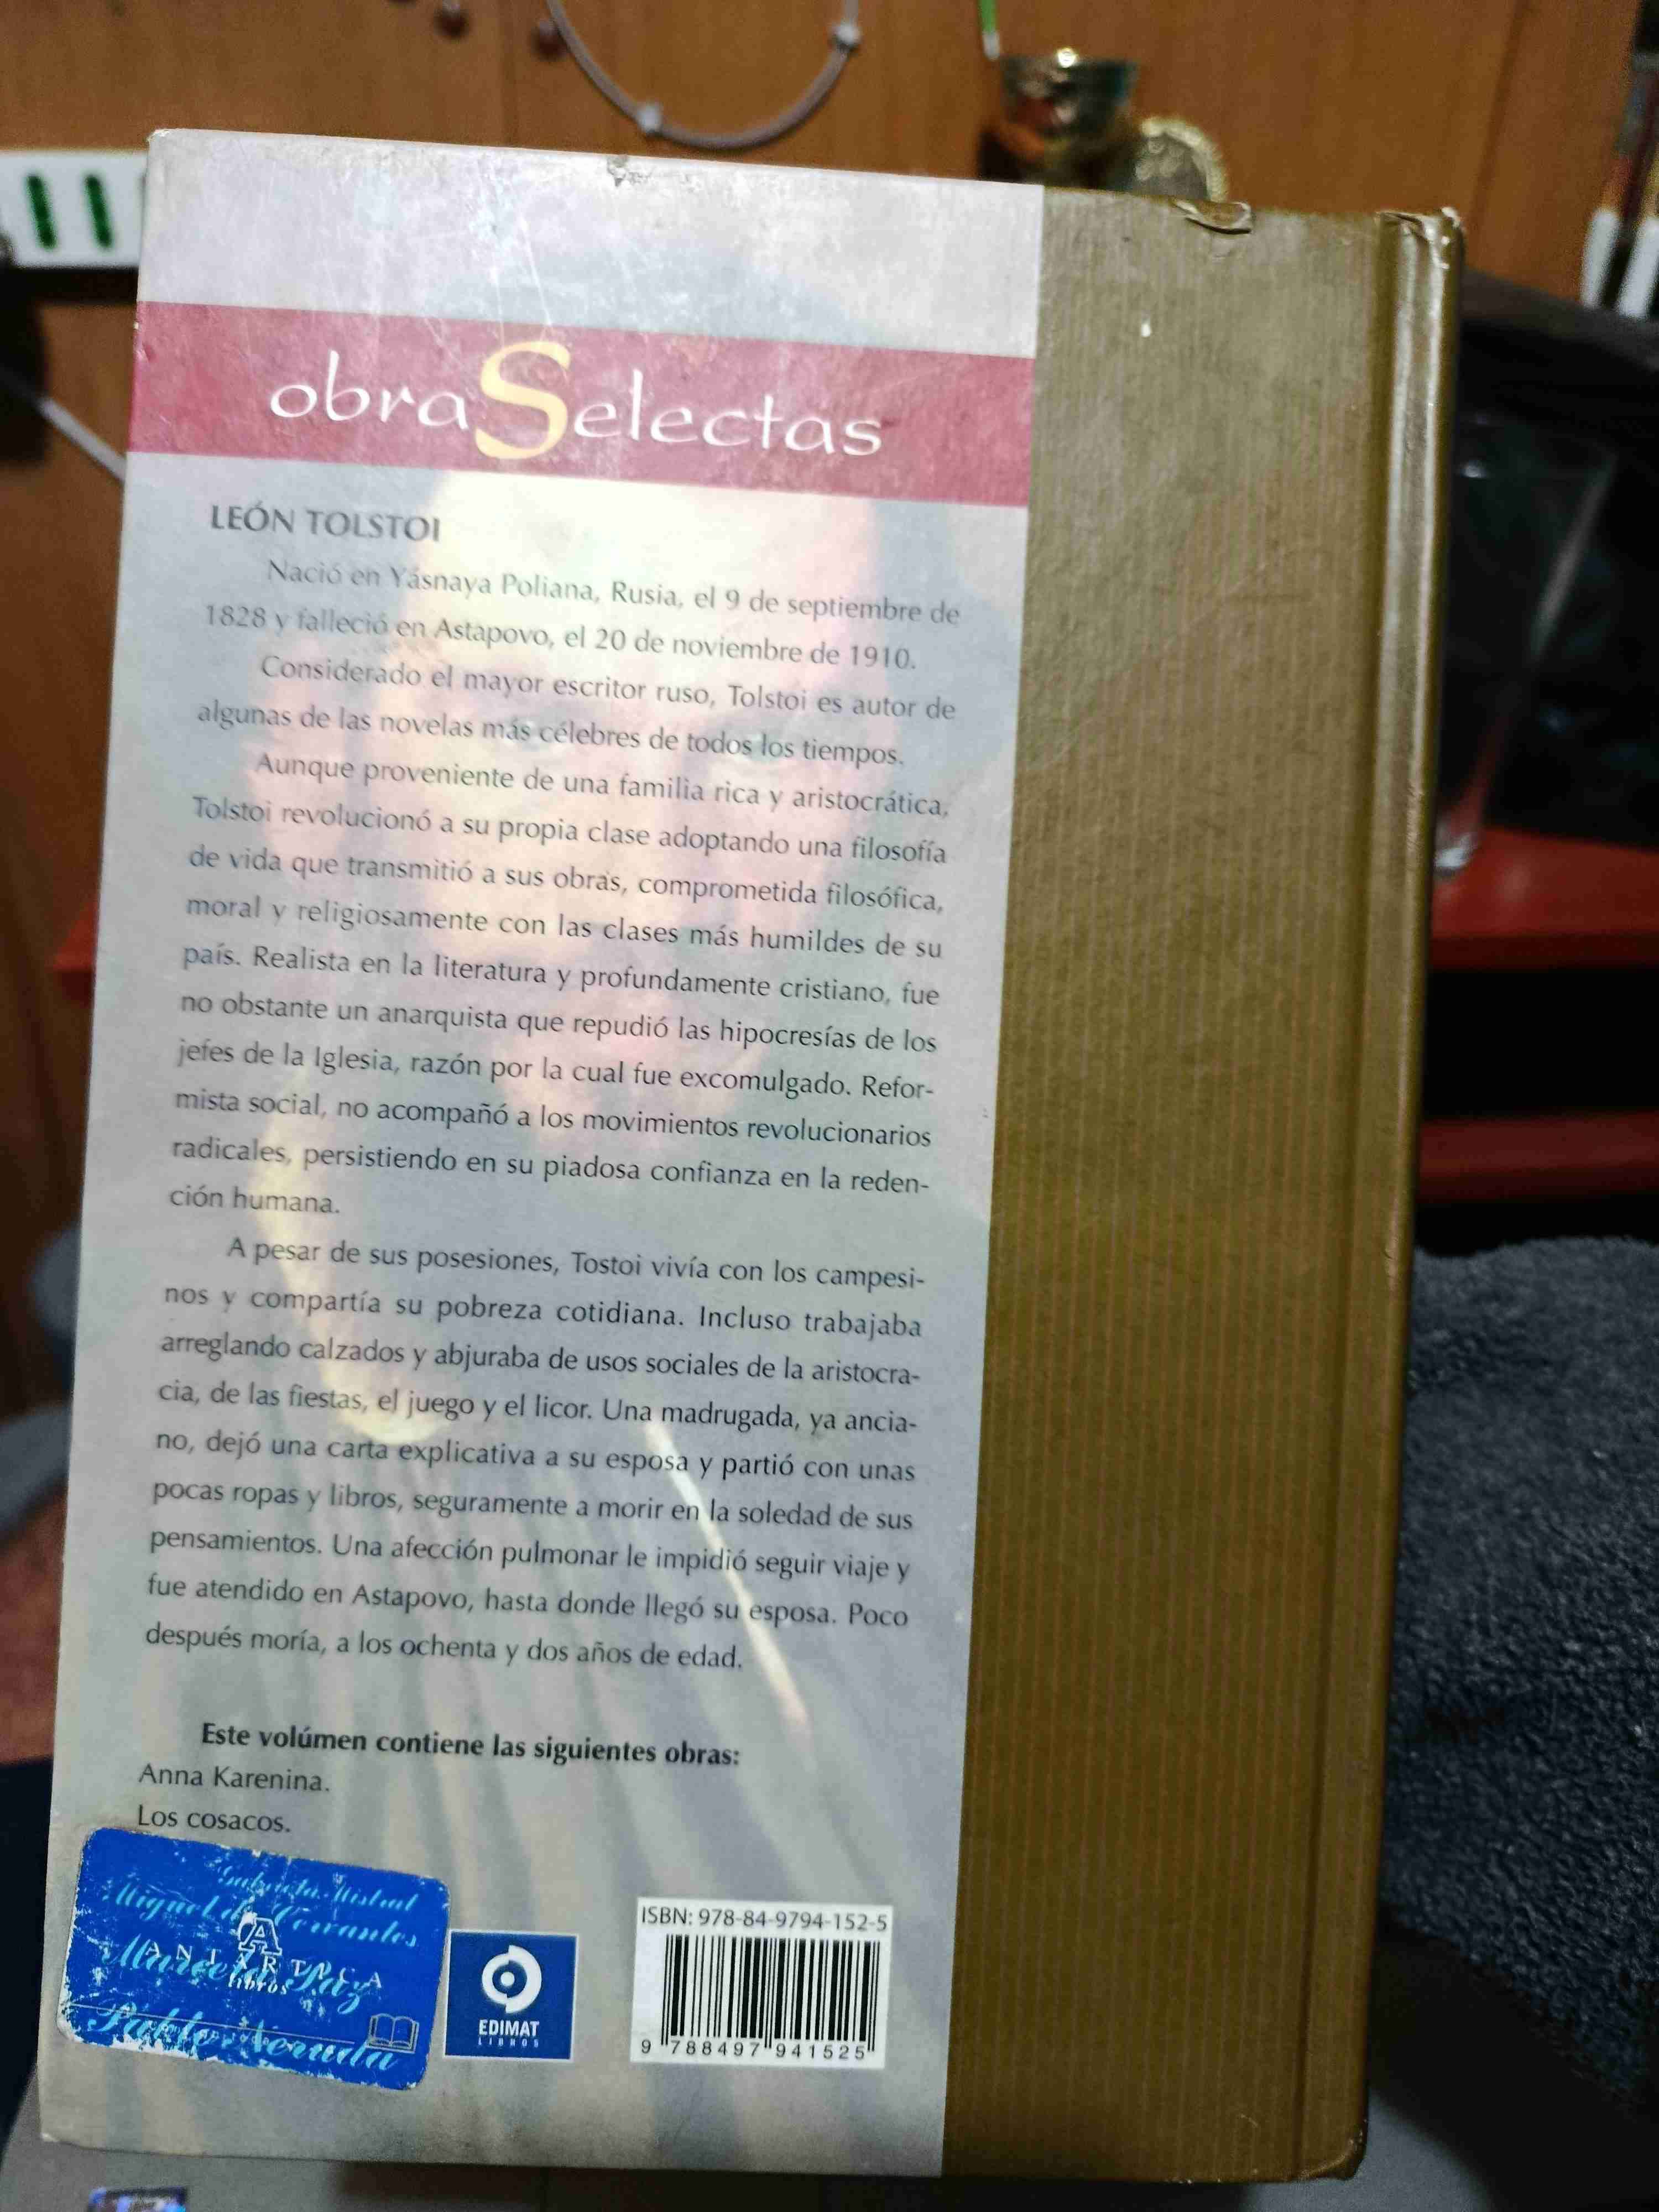 obraSelectas
LEÓN TOLSTOI
Nació en Yásnaya Poliana, Rusia, el 9 de septiembre de
1828 y falleció en Astapovo, el 20 de noviembre de 1910.
Considerado el mayor escritor ruso, Tolstoi es autor de
algunas de las novelas más célebres de todos los tiempos.
Aunque proveniente de una familia rica y aristocrática,
Tolstoi revolucionó a su propia clase adoptando una filosofía
de vida que transmitió a sus obras, comprometida filosófica,
moral y religiosamente con las clases más humildes de su
país. Realista en la literatura y profundamente cristiano, fue
no obstante un anarquista que repudió las hipocresías de los
jefes de la Iglesia, razón por la cual fue excomulgado. Refor-
mista social, no acompañó a los movimientos revolucionarios
radicales, persistiendo en su piadosa confianza en la reden-
ción humana.
A pesar de sus posesiones, Tostoi vivía con los campesi-
nos y compartía su pobreza cotidiana. Incluso trabajaba
arreglando calzados y abjuraba de usos sociales de la aristocra-
cia, de las fiestas, el juego y el licor. Una madrugada, ya ancia-
no, dejó una carta explicativa a su esposa y partió con unas
pocas ropas y libros, seguramente a morir en la soledad de sus
pensamientos. Una afección pulmonar le impidió seguir viaje y
fue atendido en Astapovo, hasta donde llegó su esposa. Poco
después moría, a los ochenta y dos años de edad.
Este volúmen contiene las siguientes obras:
Anna Karenina.
Los cosacos.
Gabriela Mistral
Miguel de Cervantes
A
ANTARTICA
libros
Marcela Paz
Pablo Neruda
EDIMAT
LIBROS
ISBN: 978-84-9794-152-5
9 788497 941525